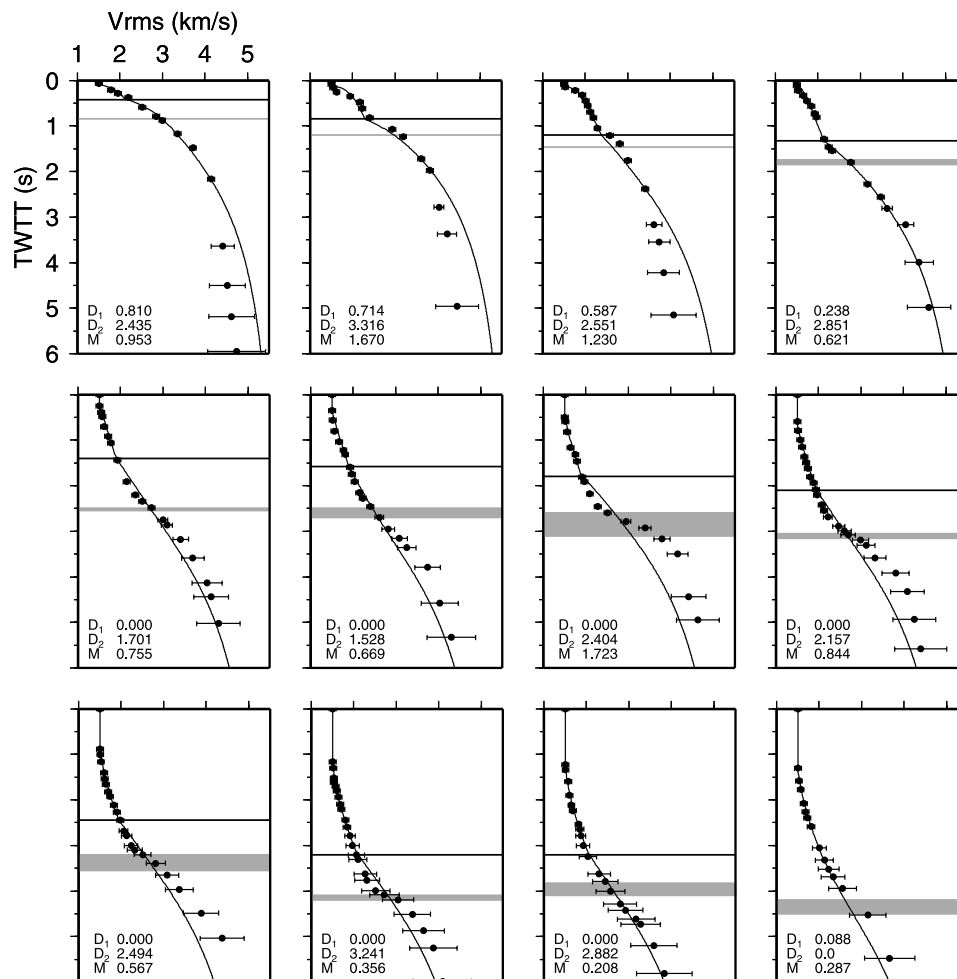 Vrms (km/s)
1 2 3 4 5
TWTT (s)
0
1
2
3
4
5
6
D1 0.810
D2 2.435
M 0.953
D1 0.714
D2 3.316
M 1.670
D1 0.587
D2 2.551
M 1.230
D1 0.238
D2 2.851
M 0.621
D1 0.000
D2 1.701
M 0.755
D1 0.000
D2 1.528
M 0.669
D1 0.000
D2 2.404
M 1.723
D1 0.000
D2 2.157
M 0.844
D1 0.000
D2 2.494
M 0.567
D1 0.000
D2 3.241
M 0.356
D1 0.000
D2 2.882
M 0.208
D1 0.088
D2 0.0
M 0.287